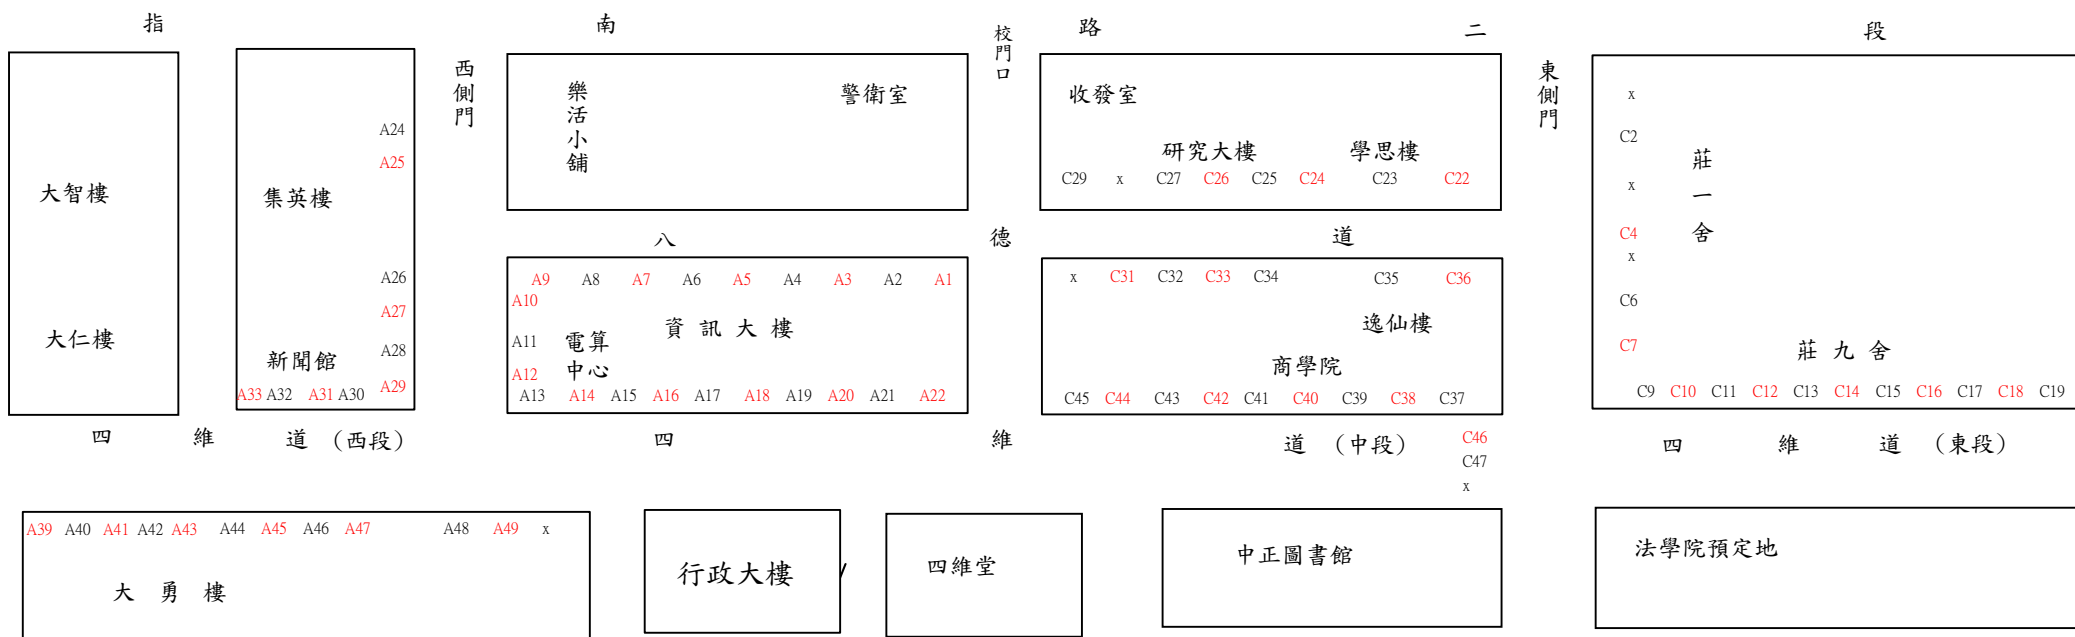 指 南 路 二 段
西側門
校門口
東側門
大智樓
大仁樓
A24
A25
集英樓
A26
A27
A28
A29
新聞館
A33 A32 A31 A30
樂活小舖
警衛室
收發室
研究大樓 學思樓
C29 x C27 C26 C25 C24 C23 C22
x
C2
x
C4
x
C6
C7
莊一舍
莊九舍
C9 C10 C11 C12 C13 C14 C15 C16 C17 C18 C19
八 德 道
A9 A8 A7 A6 A5 A4 A3 A2 A1
A10
A11
A12
資訊大樓
電算
中心
A13 A14 A15 A16 A17 A18 A19 A20 A21 A22
x C31 C32 C33 C34 C35 C36
逸仙樓
商學院
C45 C44 C43 C42 C41 C40 C39 C38 C37
四 維 道（西段）
四 維 道（中段）
四 維 道（東段）
C46
C47
x
A39 A40 A41 A42 A43 A44 A45 A46 A47 A48 A49 x
大勇樓
行政大樓
四維堂
中正圖書館
法學院預定地